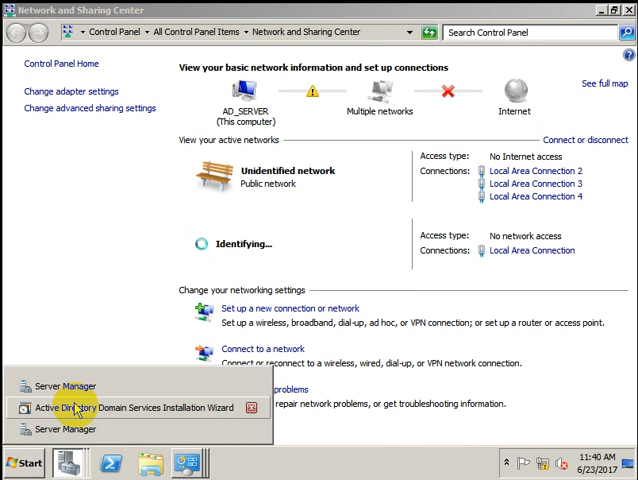 Network and Sharing Center
Control Panel All Control Panel Items Network and Sharing Center
Search Control Panel
Control Panel Home
Change adapter settings
Change advanced sharing settings
View your basic network information and set up connections
See full map
AD_SERVER
(This computer)
Multiple networks
Internet
View your active networks
Connect or disconnect
Unidentified network
Public network
Access type: No Internet access
Connections: Local Area Connection 2
Local Area Connection 3
Local Area Connection 4
Identifying...
Access type: No network access
Connections: Local Area Connection
Change your networking settings
Set up a new connection or network
Set up a wireless, broadband, dial-up, ad hoc, or VPN connection; or set up a router or access point.
Connect to a network
Connect or reconnect to a wireless, wired, dial-up, or VPN network connection.
problems
repair network problems, or get troubleshooting information.
Server Manager
Active Directory Domain Services Installation Wizard
Server Manager
Start
11:40 AM
6/23/2017